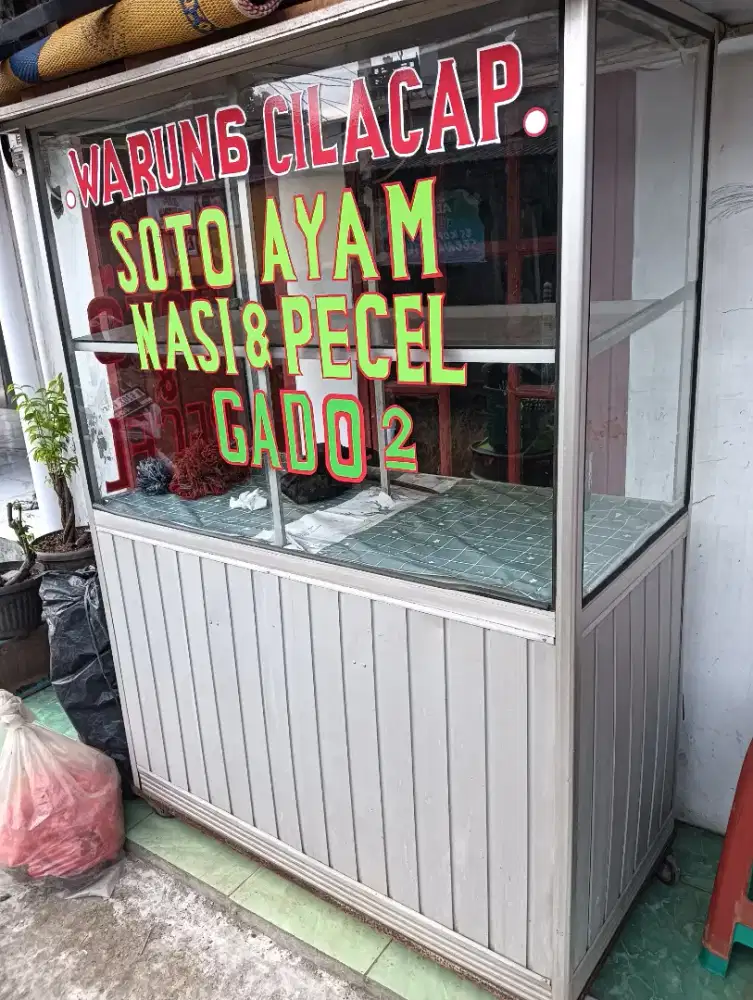 .WARUNG CILACAP.
SOTO AYAM
NASI & PECEL
GADO 2